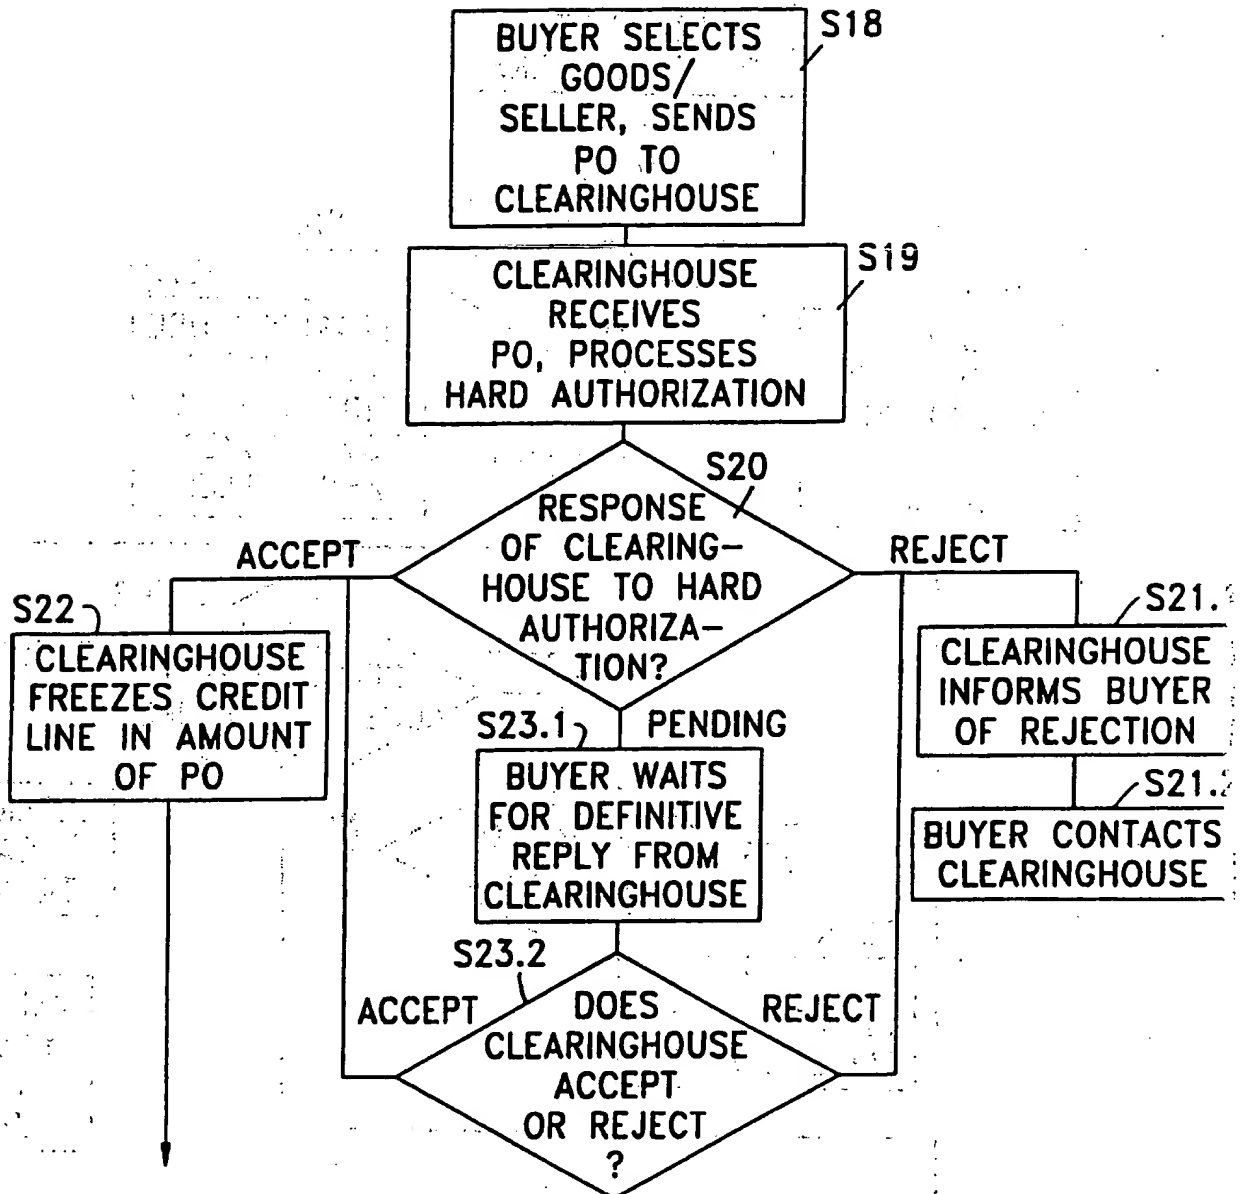 S18
BUYER SELECTS
GOODS/
SELLER, SENDS
PO TO
CLEARINGHOUSE
S19
CLEARINGHOUSE
RECEIVES
PO, PROCESSES
HARD AUTHORIZATION
S20
RESPONSE
OF CLEARING-
HOUSE TO HARD
AUTHORIZA-
TION?
ACCEPT
REJECT
S22
CLEARINGHOUSE
FREEZES CREDIT
LINE IN AMOUNT
OF PO
S21.
CLEARINGHOUSE
INFORMS BUYER
OF REJECTION
S23.1
PENDING
BUYER WAITS
FOR DEFINITIVE
REPLY FROM
CLEARINGHOUSE
S21.2
BUYER CONTACTS
CLEARINGHOUSE
S23.2
ACCEPT
REJECT
DOES
CLEARINGHOUSE
ACCEPT
OR REJECT
?